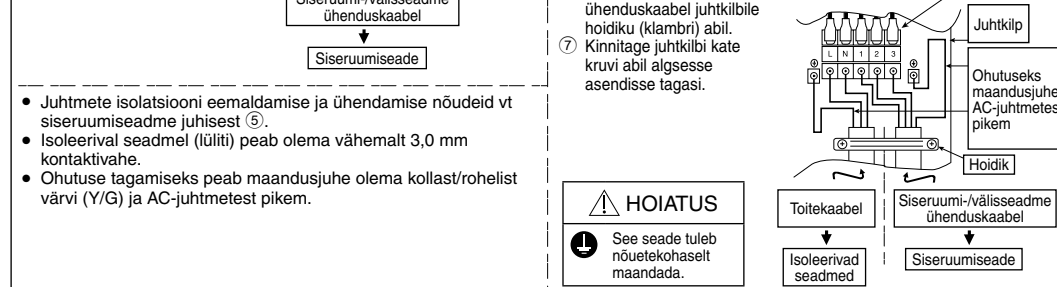 Siseruumi-/välisseadme
ühenduskaabel
Siseruumiseade
• Juhtmete isolatsiooni eemaldamise ja ühendamise nõudeid vt
siseruumiseadme juhisest ⑤.
• Isoleerival seadmel (lüliti) peab olema vähemalt 3,0 mm
kontaktivahe.
• Ohutuse tagamiseks peab maandusjuhe olema kollast/rohelist
värvi (Y/G) ja AC-juhtmetest pikem.
ühenduskaabel juhtkilbile
hoidiku (klambri) abil.
⑦ Kinnitage juhtkilbi kate
kruvi abil algsesse
asendisse tagasi.
HOIATUS
See seade tuleb
nõuetekohaselt
maandada.
L N 1 2 3
Juhtkilp
Ohutuseks
maandusjuhe
AC-juhtmetest
pikem
Hoidik
Toitekaabel
Isoleerivad
seadmed
Siseruumi-/välisseadme
ühenduskaabel
Siseruumiseade